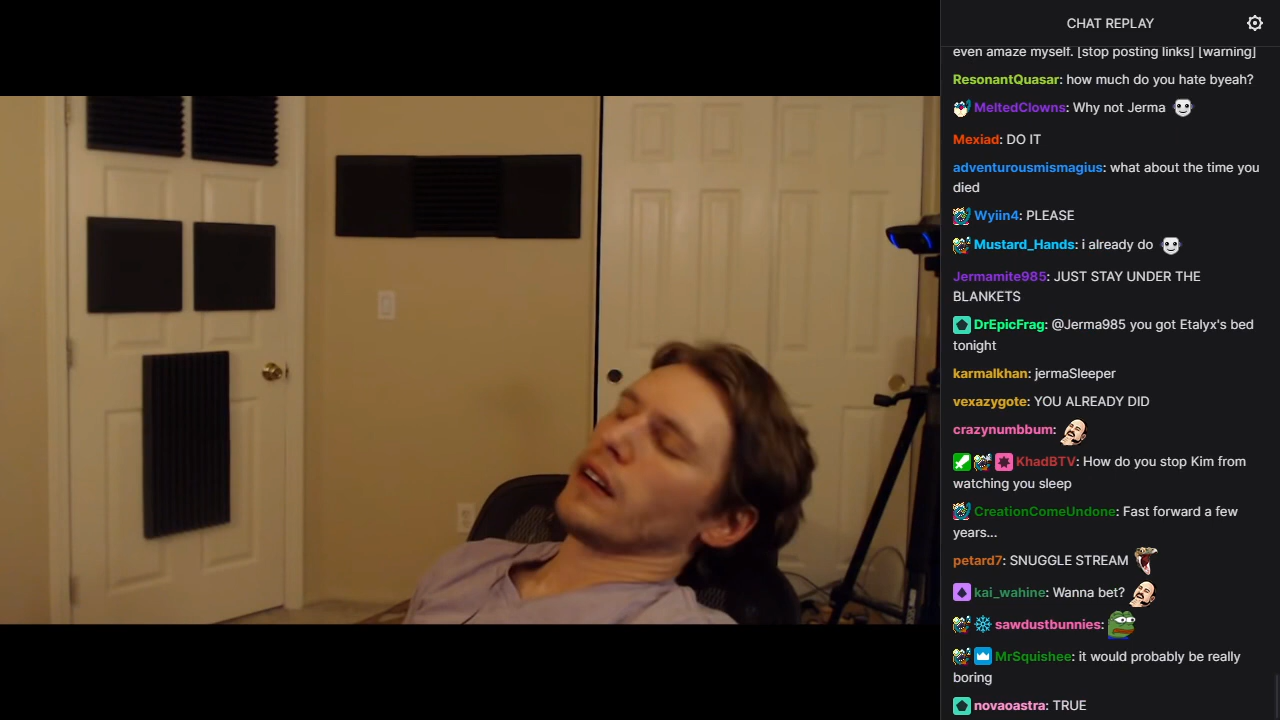 CHAT REPLAY
even amaze myself. [stop posting links] [warning]
ResonantQuasar: how much do you hate byeah?
MeltedClowns: Why not Jerma
Mexiad: DO IT
adventurousmismagius: what about the time you
died
Wyiin4: PLEASE
Mustard_Hands: i already do
Jermamite985: JUST STAY UNDER THE
BLANKETS
DrEpicFrag: @Jerma985 you got Etalyx's bed
tonight
karmalkhan: jermaSleeper
vexazygote: YOU ALREADY DID
crazynumbbum:
KhadBTV: How do you stop Kim from
watching you sleep
CreationComeUndone: Fast forward a few
years...
petard7: SNUGGLE STREAM
kai_wahine: Wanna bet?
sawdustbunnies:
MrSquishee: it would probably be really
boring
novaoastra: TRUE